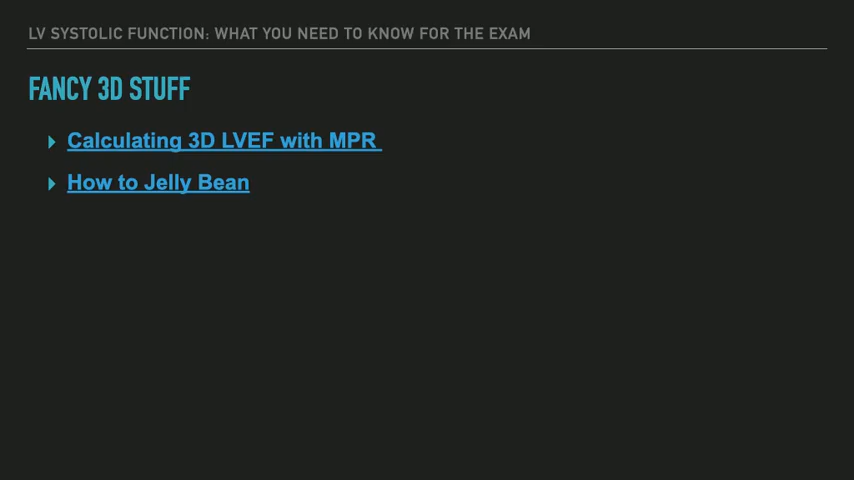 LV SYSTOLIC FUNCTION: WHAT YOU NEED TO KNOW FOR THE EXAM
FANCY 3D STUFF
Calculating 3D LVEF with MPR
How to Jelly Bean